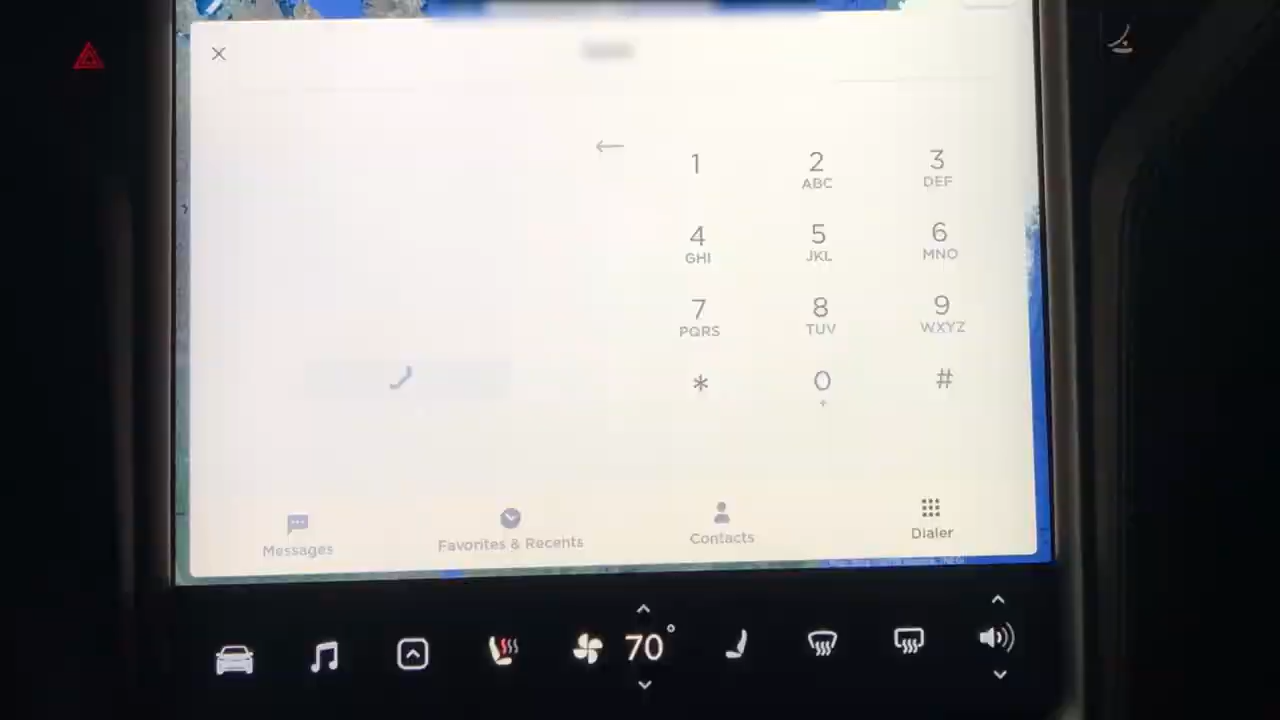 1
2
ABC
3
DEF
4
GHI
5
JKL
6
MNO
7
PQRS
8
TUV
9
WXYZ
*
0
+
#
Messages
Favorites & Recents
Contacts
Dialer
70°